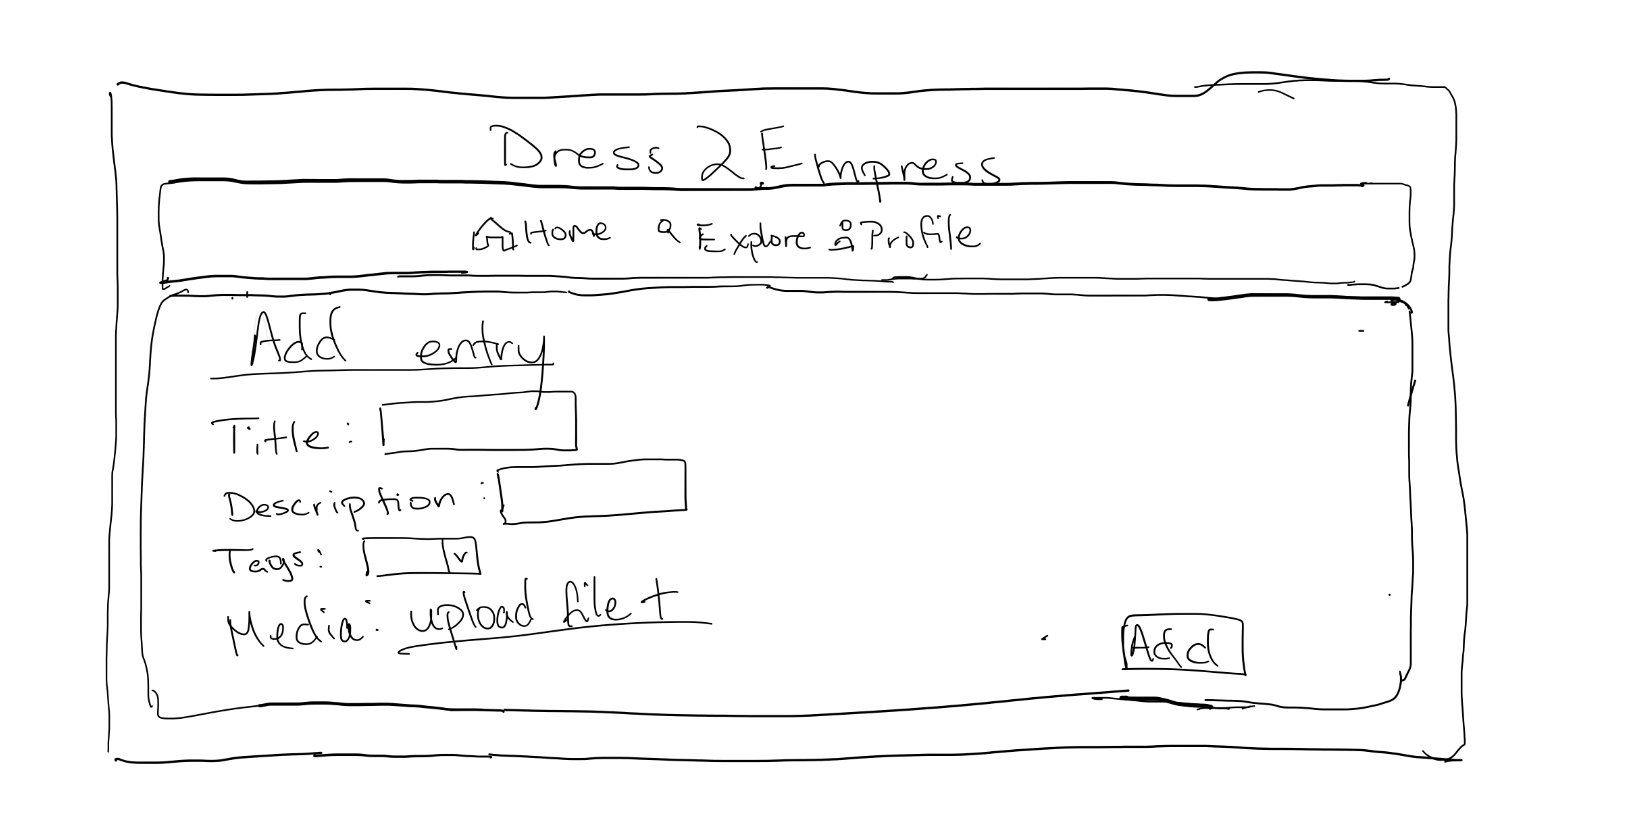 Dress 2 Empress
Home Explore Profile
Add entry
Title:
Description:
Tags: v
Media: upload file +
Add